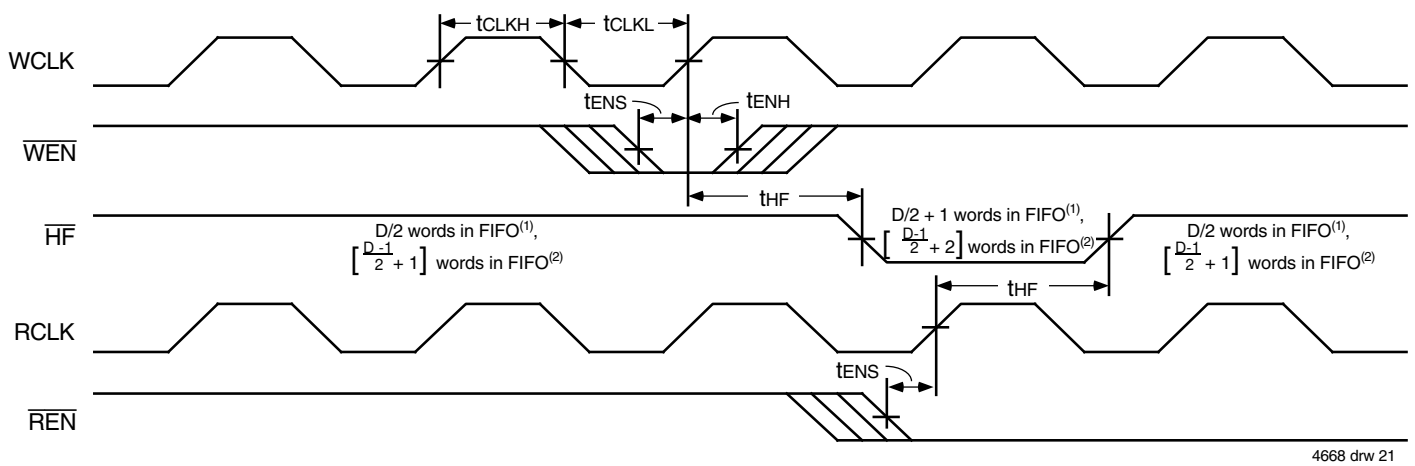 tCLKH tCLKL
WCLK
tENS tENH
WEN
tHF
HF
D/2 words in FIFO(1),
[D-1/2 + 1] words in FIFO(2)
D/2 + 1 words in FIFO(1),
[D-1/2 + 2] words in FIFO(2)
D/2 words in FIFO(1),
[D-1/2 + 1] words in FIFO(2)
tHF
RCLK
tENS
REN
4668 drw 21